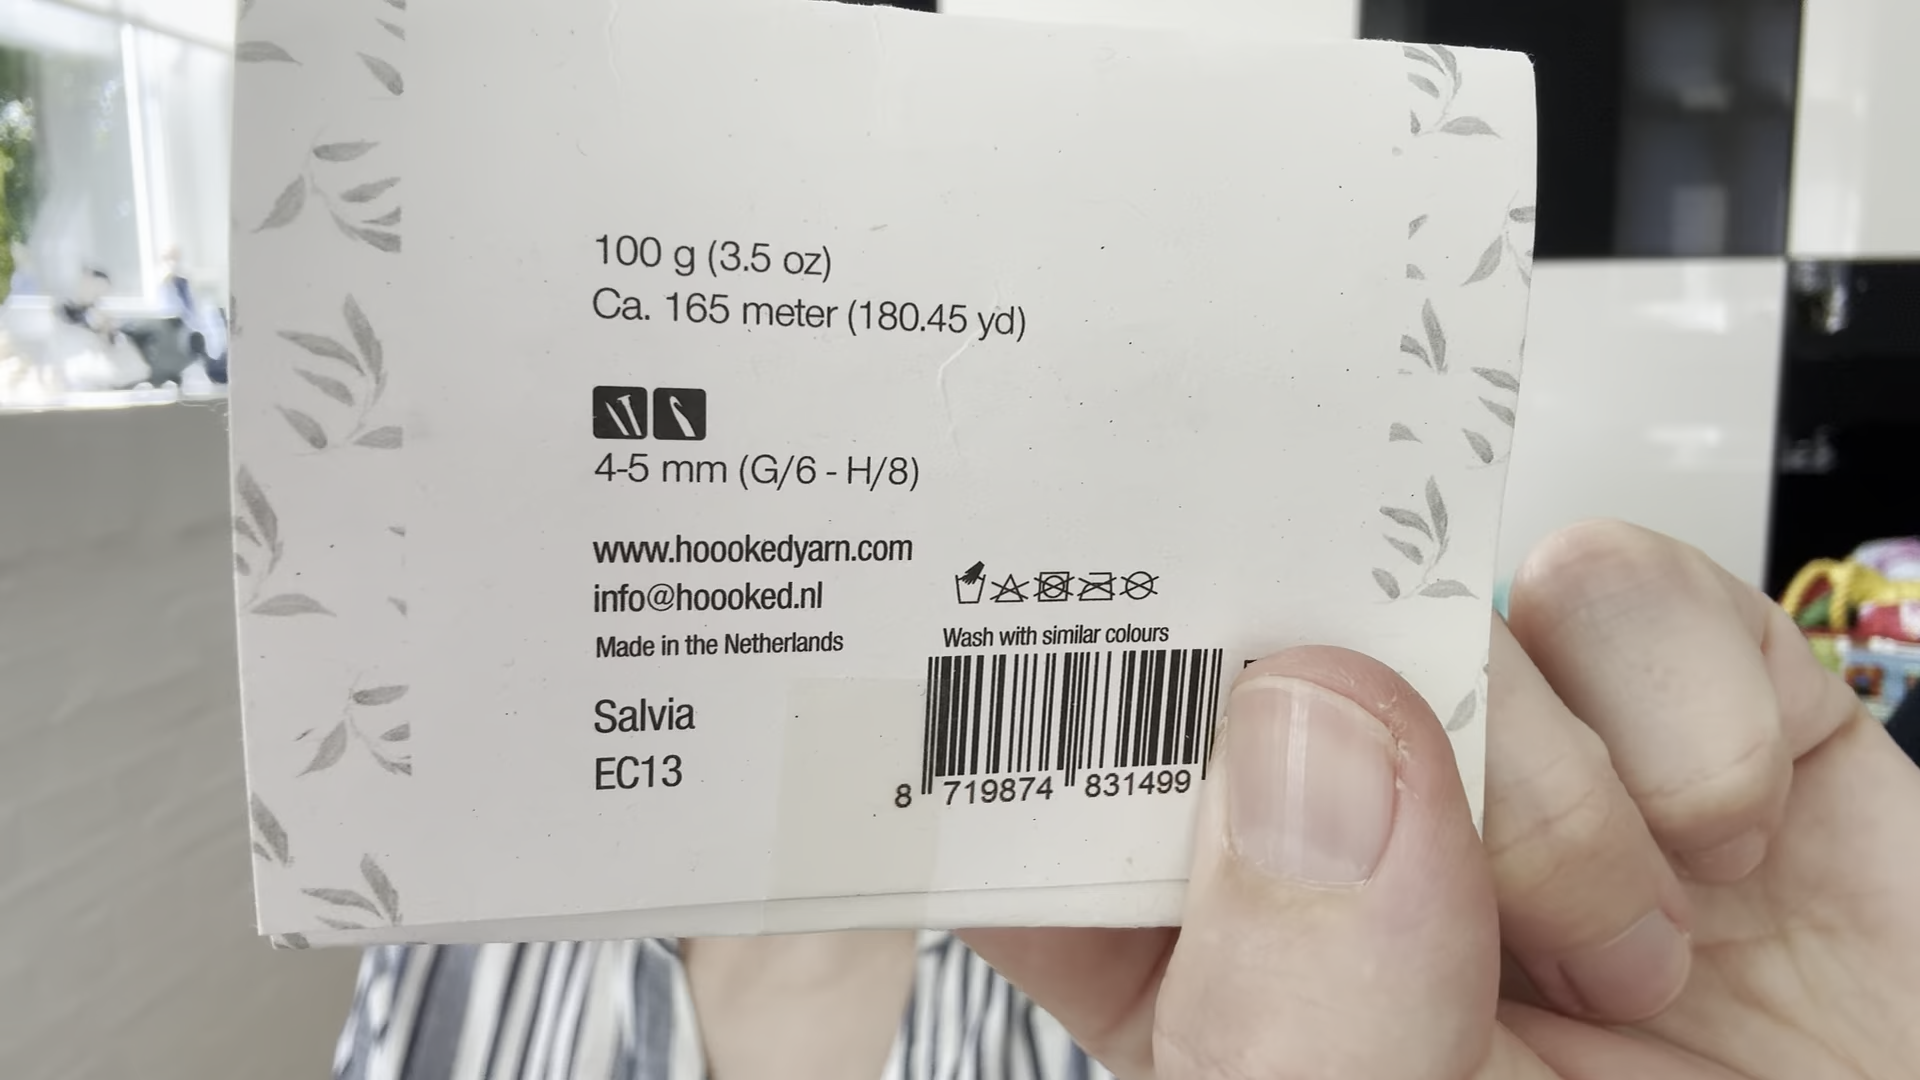 100 g (3.5 oz)
Ca. 165 meter (180.45 yd)
4-5 mm (G/6 - H/8)
www.hoookedyarn.com
info@hoooked.nl
Made in the Netherlands
Wash with similar colours
Salvia
EC13
8 719874 831499